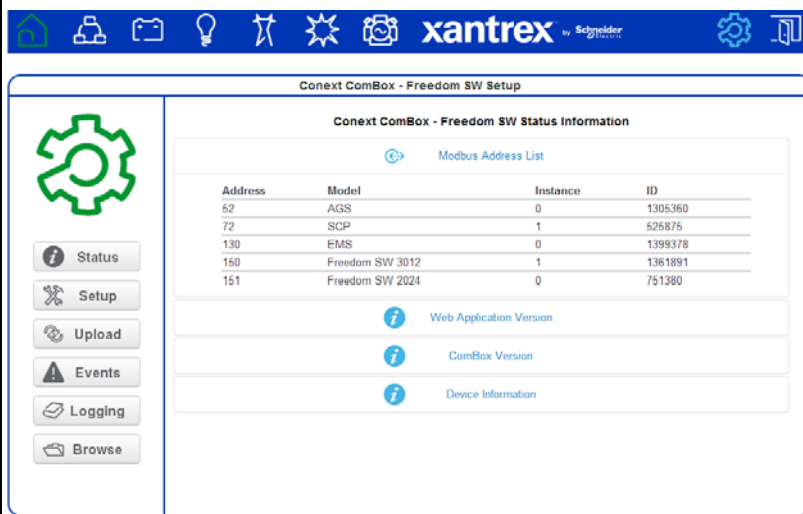 xantrex by Schneider Electric
Conext ComBox - Freedom SW Setup
Conext ComBox - Freedom SW Status Information
Modbus Address List
Address Model Instance ID
52 AGS 0 1305360
72 SCP 1 525875
130 EMS 0 1399378
150 Freedom SW 3012 1 1361891
151 Freedom SW 2024 0 751380
Status
Setup
Upload
Events
Logging
Browse
Web Application Version
ComBox Version
Device Information